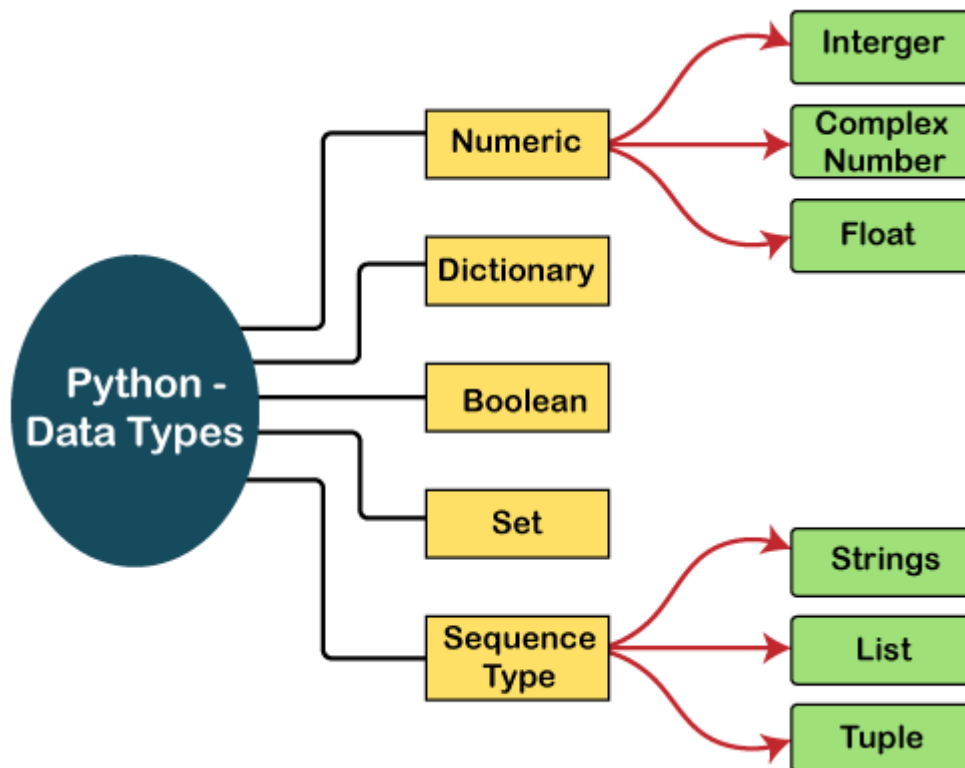 Python -
Data Types
Numeric
Dictionary
Boolean
Set
Sequence
Type
Interger
Complex
Number
Float
Strings
List
Tuple